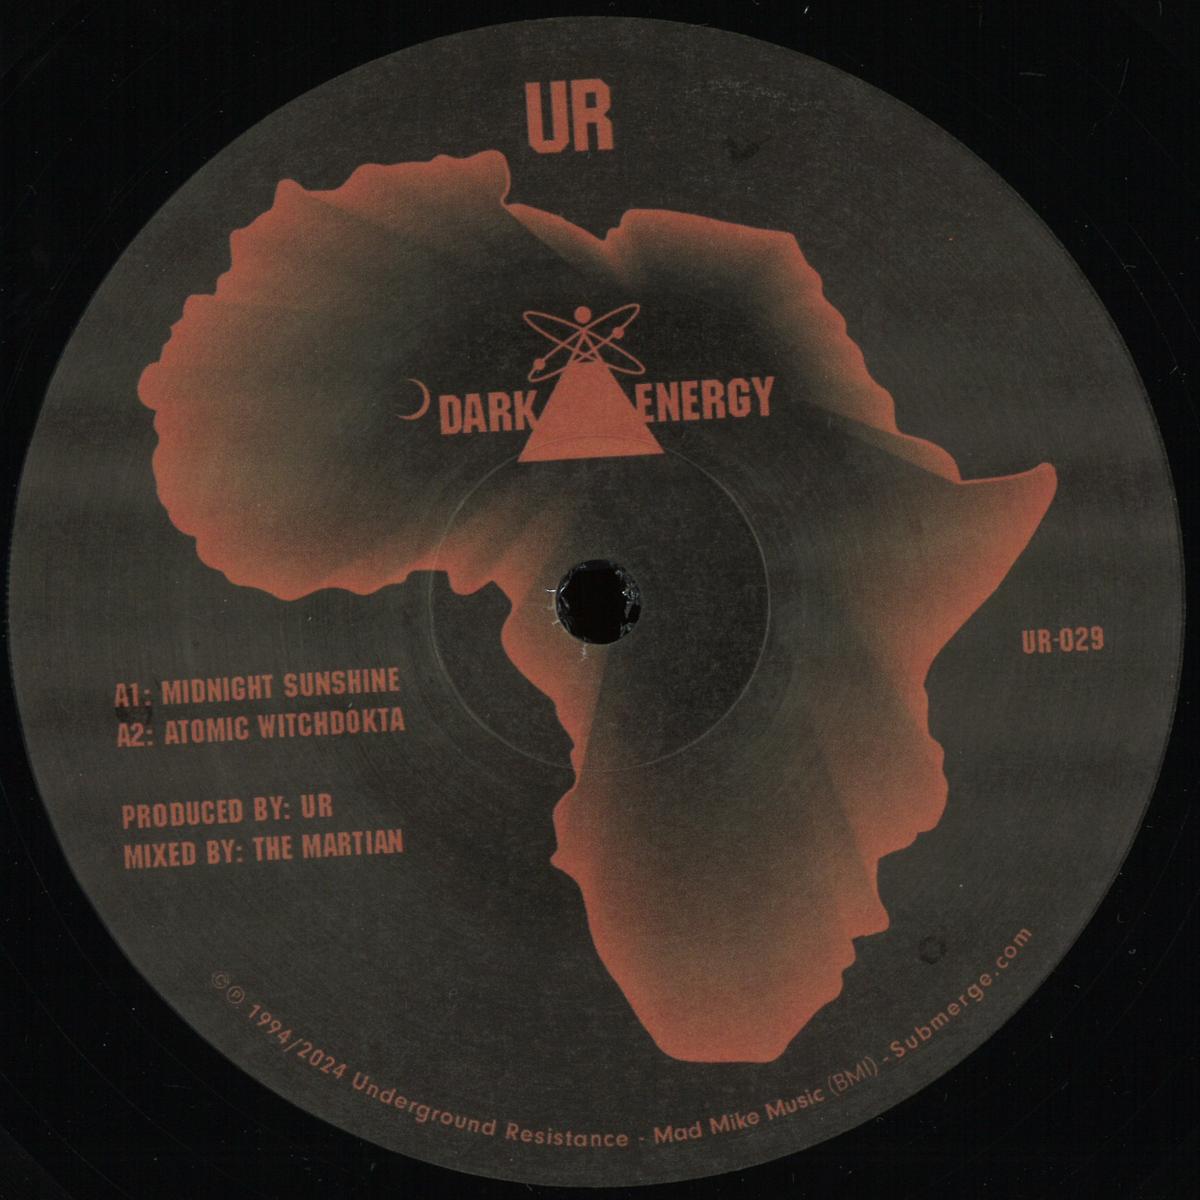 UR
DARK ENERGY
UR-029
A1: MIDNIGHT SUNSHINE
A2: ATOMIC WITCHDOKTA
PRODUCED BY: UR
MIXED BY: THE MARTIAN
©℗ 1994/2024 Underground Resistance - Mad Mike Music (BMI) - Submerge.com